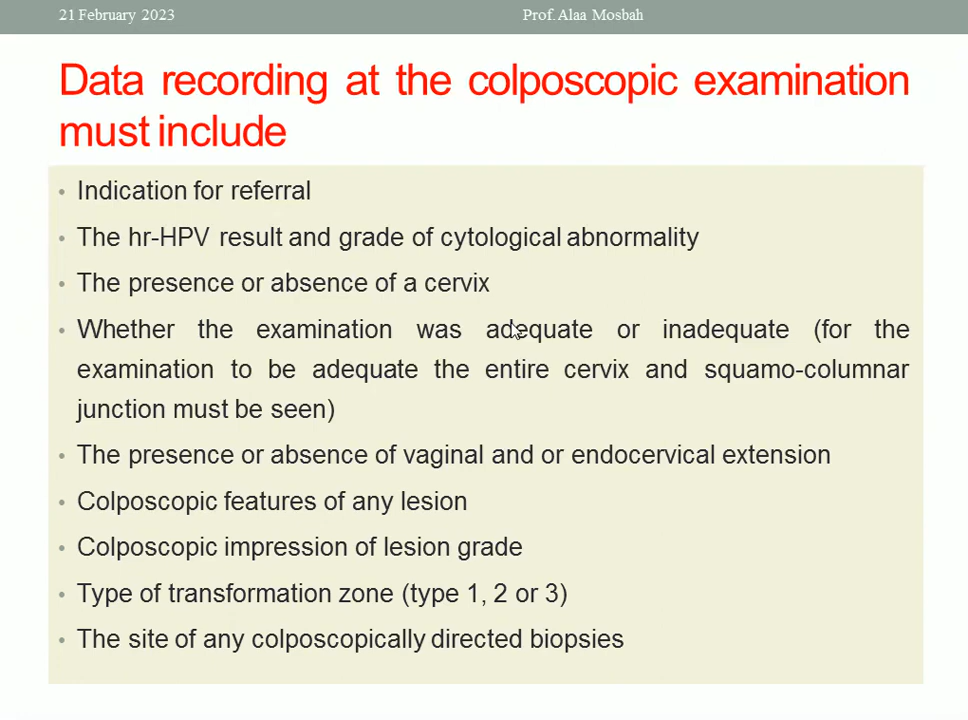 21 February 2023 Prof. Alaa Mosbah
Data recording at the colposcopic examination
must include
• Indication for referral
• The hr-HPV result and grade of cytological abnormality
• The presence or absence of a cervix
• Whether the examination was adequate or inadequate (for the
examination to be adequate the entire cervix and squamo-columnar
junction must be seen)
• The presence or absence of vaginal and or endocervical extension
• Colposcopic features of any lesion
• Colposcopic impression of lesion grade
• Type of transformation zone (type 1, 2 or 3)
• The site of any colposcopically directed biopsies